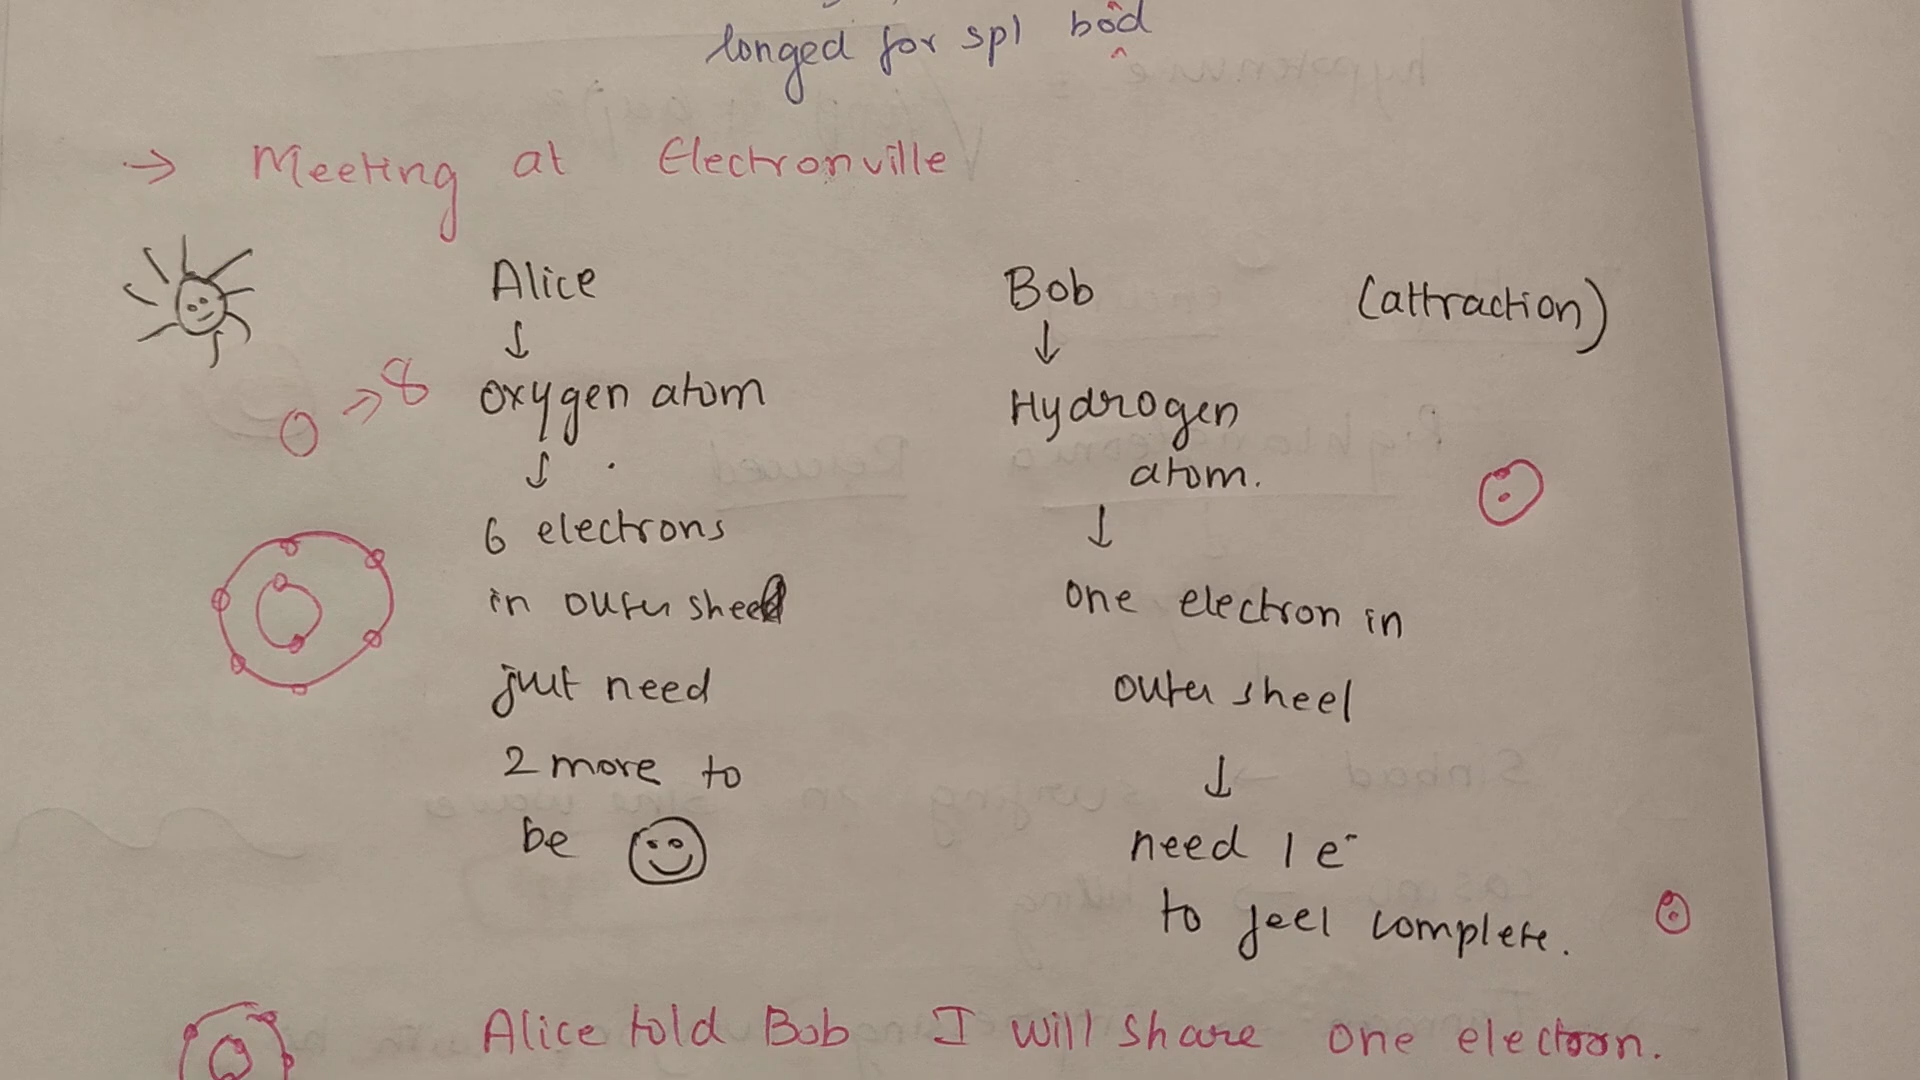 longed for spl bod
→ Meeting at Electronville
Alice Bob (attraction)
↓ ↓
O → 8 oxygen atom Hydrogen
↓ atom.
6 electrons ↓
in outer sheel one electron in
just need outer sheel
2 more to ↓
be need 1 e⁻
to feel complete.
Alice told Bob I will share one electron.